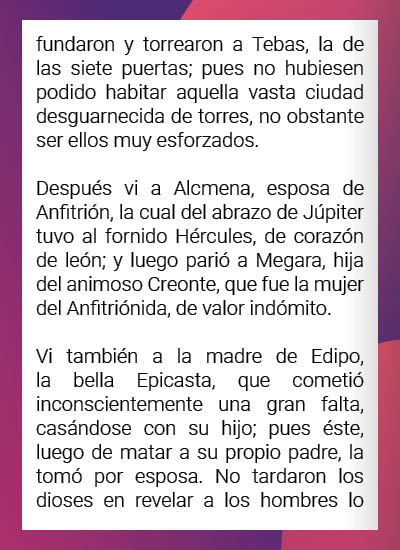 fundaron y torrearon a Tebas, la de
las siete puertas; pues no hubiesen
podido habitar aquella vasta ciudad
desguarnecida de torres, no obstante
ser ellos muy esforzados.
Después vi a Alcmena, esposa de
Anfitrión, la cual del abrazo de Júpiter
tuvo al fornido Hércules, de corazón
de león; y luego parió a Megara, hija
del animoso Creonte, que fue la mujer
del Anfitriónida, de valor indómito.
Vi también a la madre de Edipo,
la bella Epicasta, que cometió
inconscientemente una gran falta,
casándose con su hijo; pues éste,
luego de matar a su propio padre, la
tomó por esposa. No tardaron los
dioses en revelar a los hombres lo